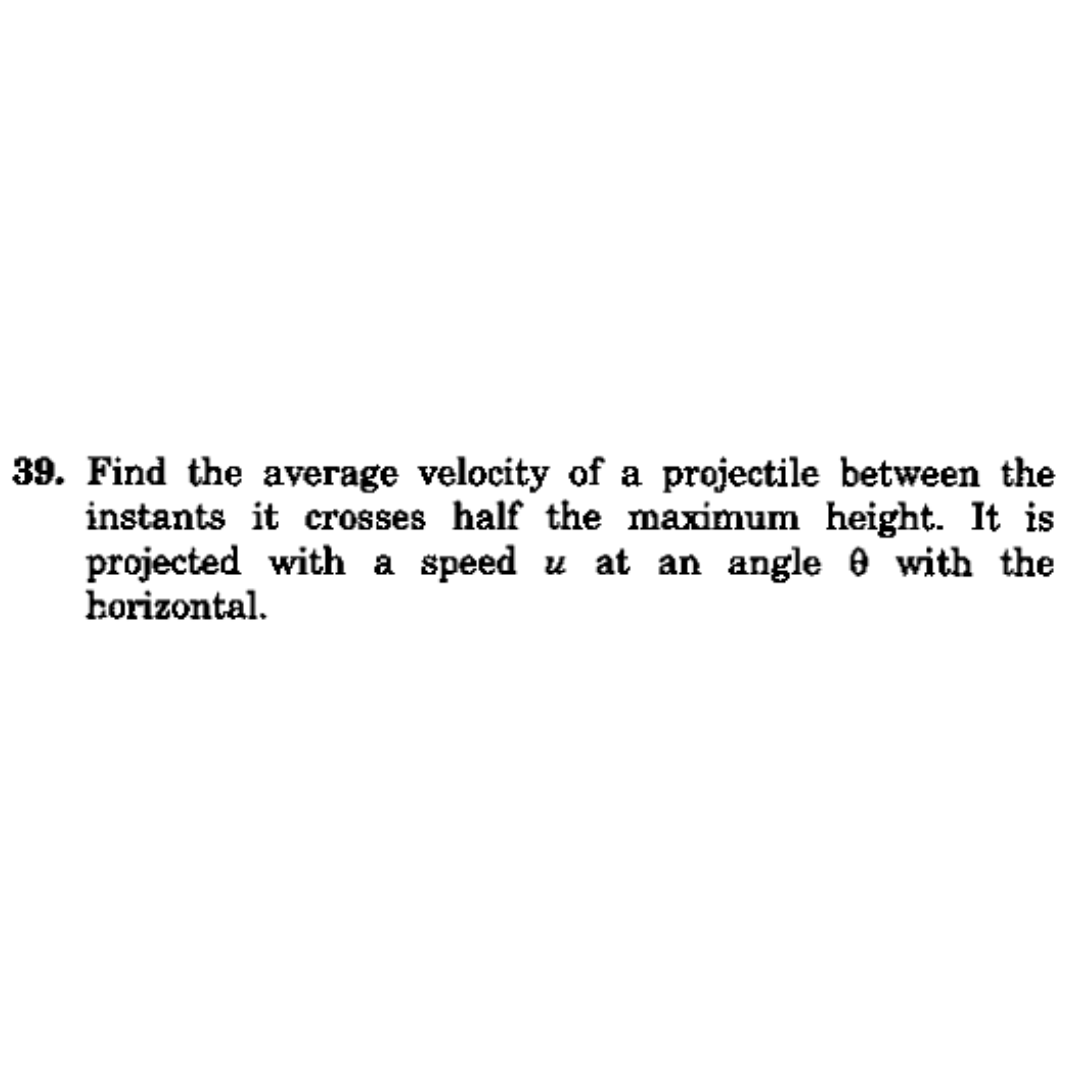 39. Find the average velocity of a projectile between the
instants it crosses half the maximum height. It is
projected with a speed u at an angle θ with the
horizontal.